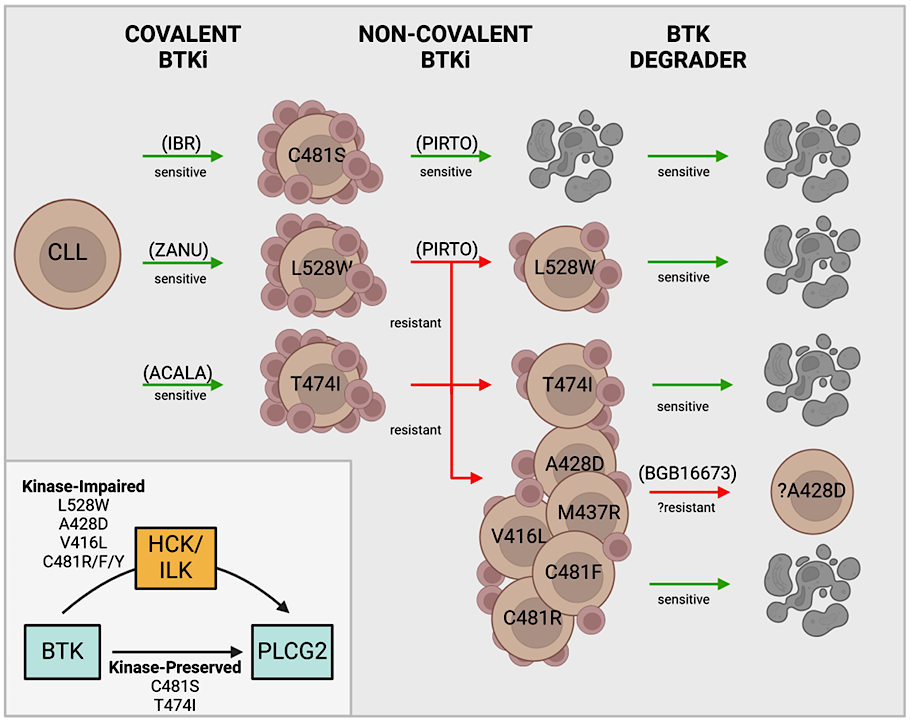 COVALENT
BTKi
NON-COVALENT
BTKi
BTK
DEGRADER
CLL
(IBR)
sensitive
C481S
(PIRTO)
sensitive
sensitive
(ZANU)
sensitive
L528W
(PIRTO)
resistant
L528W
sensitive
(ACALA)
sensitive
T474I
resistant
T474I
sensitive
A428D
M437R
V416L
C481F
C481R
(BGB16673)
?resistant
?A428D
sensitive
Kinase-Impaired
L528W
A428D
V416L
C481R/F/Y
HCK/
ILK
BTK
PLCG2
Kinase-Preserved
C481S
T474I